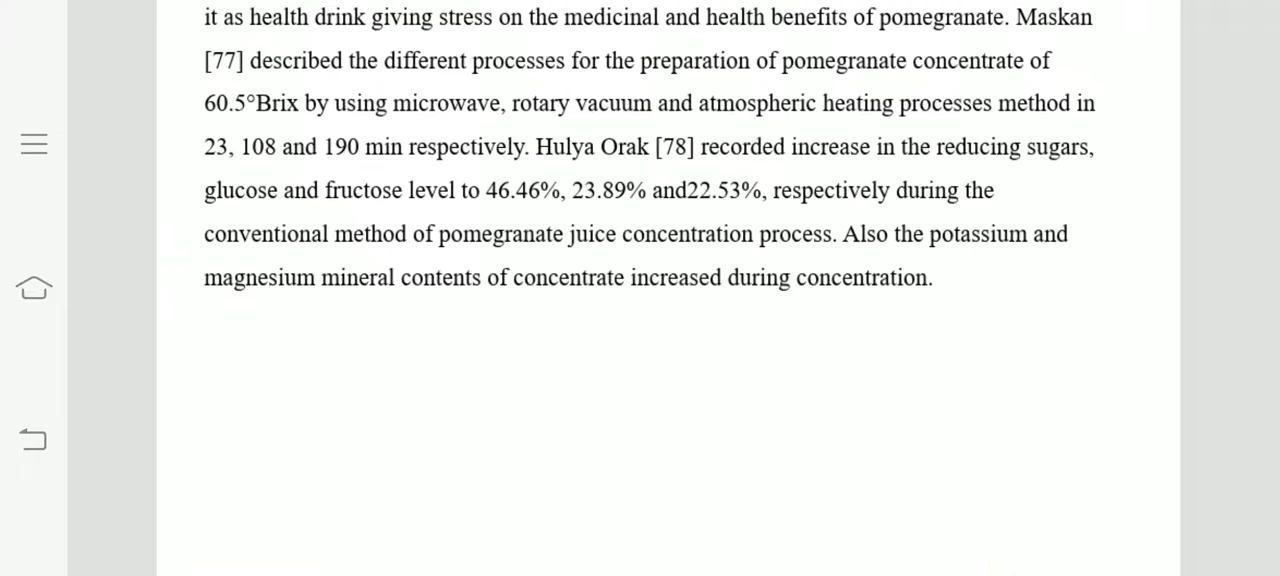 it as health drink giving stress on the medicinal and health benefits of pomegranate. Maskan
[77] described the different processes for the preparation of pomegranate concentrate of
60.5°Brix by using microwave, rotary vacuum and atmospheric heating processes method in
23, 108 and 190 min respectively. Hulya Orak [78] recorded increase in the reducing sugars,
glucose and fructose level to 46.46%, 23.89% and22.53%, respectively during the
conventional method of pomegranate juice concentration process. Also the potassium and
magnesium mineral contents of concentrate increased during concentration.